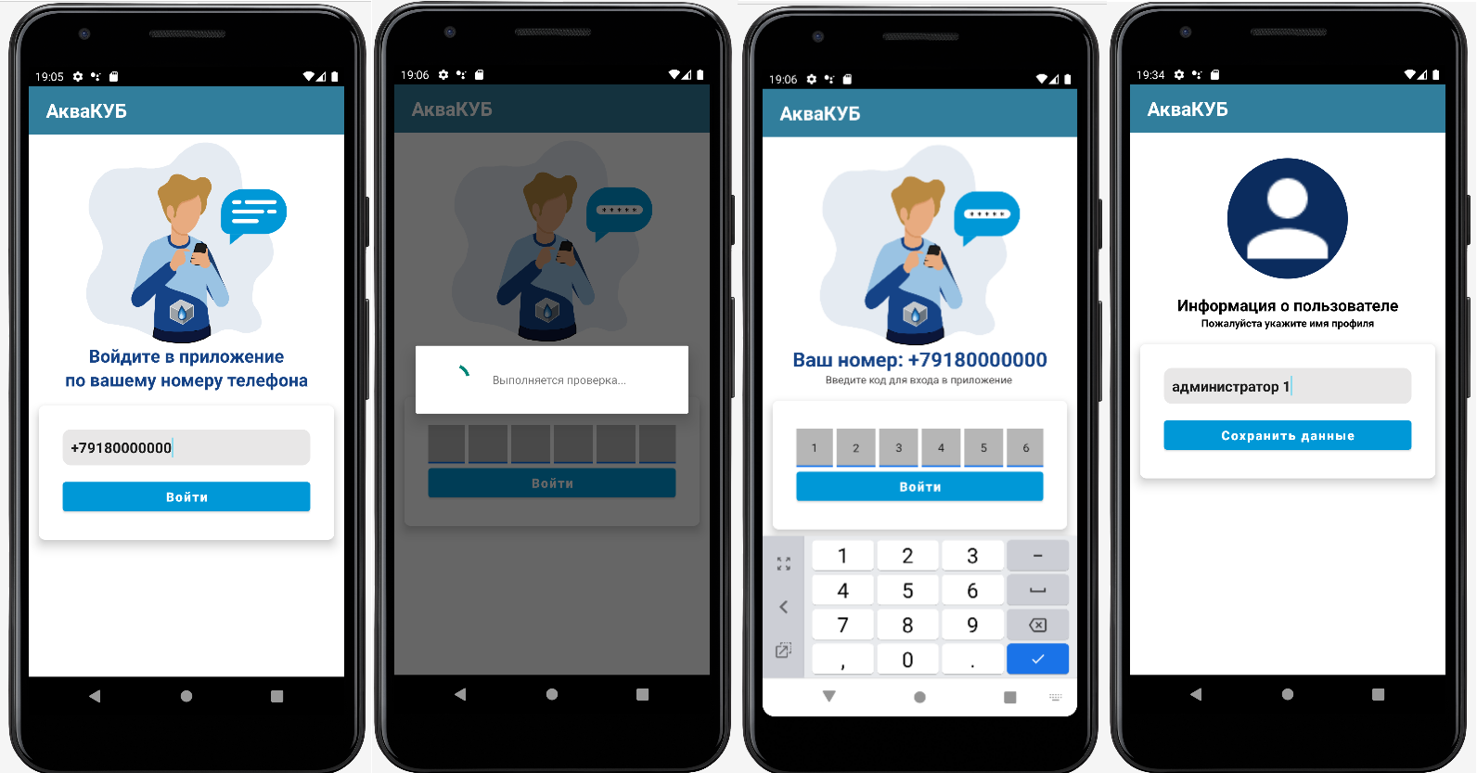 19:05
АкваКУБ
Войдите в приложение
по вашему номеру телефона
+79180000000
Войти
19:06
АкваКУБ
*****
Выполняется проверка...
Войти
19:06
АкваКУБ
*****
Ваш номер: +79180000000
Введите код для входа в приложение
1 2 3 4 5 6
Войти
1 2 3 –
4 5 6
7 8 9
, 0 .
19:34
АкваКУБ
Информация о пользователе
Пожалуйста укажите имя профиля
администратор 1
Сохранить данные